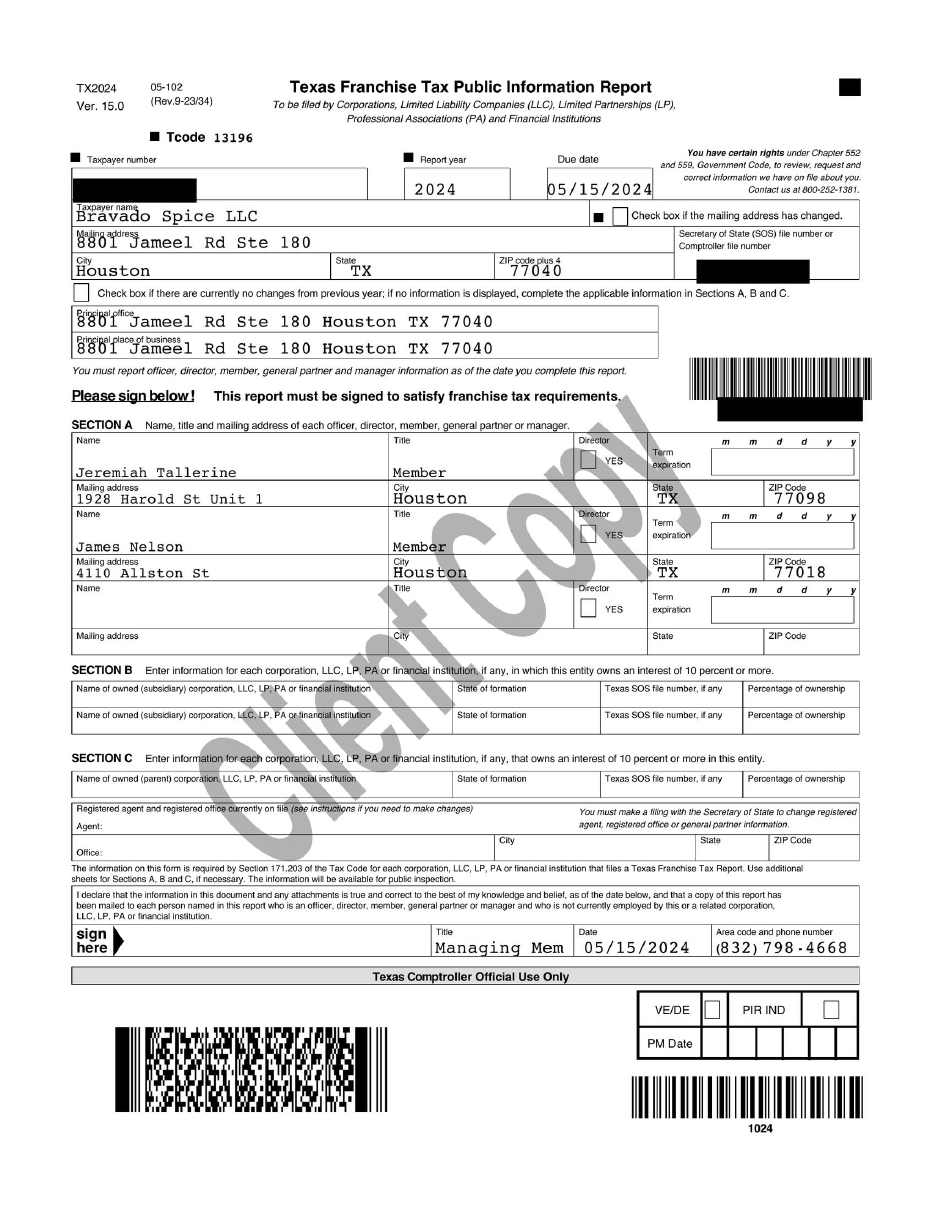 TX2024 05-102 Texas Franchise Tax Public Information Report
Ver. 15.0 (Rev.9-23/34) To be filed by Corporations, Limited Liability Companies (LLC), Limited Partnerships (LP),
Professional Associations (PA) and Financial Institutions
Tcode 13196
Taxpayer number Report year Due date
2024 05/15/2024
You have certain rights under Chapter 552
and 559, Government Code, to review, request and
correct information we have on file about you.
Contact us at 800-252-1381.
Taxpayer name
Bravado Spice LLC
Check box if the mailing address has changed.
Mailing address
8801 Jameel Rd Ste 180
Secretary of State (SOS) file number or
Comptroller file number
City State ZIP code plus 4
Houston TX 77040
Check box if there are currently no changes from previous year; if no information is displayed, complete the applicable information in Sections A, B and C.
Principal office
8801 Jameel Rd Ste 180 Houston TX 77040
Principal place of business
8801 Jameel Rd Ste 180 Houston TX 77040
You must report officer, director, member, general partner and manager information as of the date you complete this report.
Please sign below! This report must be signed to satisfy franchise tax requirements.
SECTION A Name, title and mailing address of each officer, director, member, general partner or manager.
Name Title Director m m d d y y
YES Term expiration
Jeremiah Tallerine Member
Mailing address City State ZIP Code
1928 Harold St Unit 1 Houston TX 77098
Name Title Director m m d d y y
YES Term expiration
James Nelson Member
Mailing address City State ZIP Code
4110 Allston St Houston TX 77018
Name Title Director m m d d y y
YES Term expiration
Mailing address City State ZIP Code
SECTION B Enter information for each corporation, LLC, LP, PA or financial institution, if any, in which this entity owns an interest of 10 percent or more.
Name of owned (subsidiary) corporation, LLC, LP, PA or financial institution State of formation Texas SOS file number, if any Percentage of ownership
Name of owned (subsidiary) corporation, LLC, LP, PA or financial institution State of formation Texas SOS file number, if any Percentage of ownership
SECTION C Enter information for each corporation, LLC, LP, PA or financial institution, if any, that owns an interest of 10 percent or more in this entity.
Name of owned (parent) corporation, LLC, LP, PA or financial institution State of formation Texas SOS file number, if any Percentage of ownership
Registered agent and registered office currently on file (see instructions if you need to make changes)
You must make a filing with the Secretary of State to change registered
agent, registered office or general partner information.
Agent:
Office: City State ZIP Code
The information on this form is required by Section 171.203 of the Tax Code for each corporation, LLC, LP, PA or financial institution that files a Texas Franchise Tax Report. Use additional
sheets for Sections A, B and C, if necessary. The information will be available for public inspection.
I declare that the information in this document and any attachments is true and correct to the best of my knowledge and belief, as of the date below, and that a copy of this report has
been mailed to each person named in this report who is an officer, director, member, general partner or manager and who is not currently employed by this or a related corporation,
LLC, LP, PA or financial institution.
sign here
Title Date Area code and phone number
Managing Mem 05/15/2024 (832)798-4668
Texas Comptroller Official Use Only
VE/DE PIR IND
PM Date
1024
Client Copy